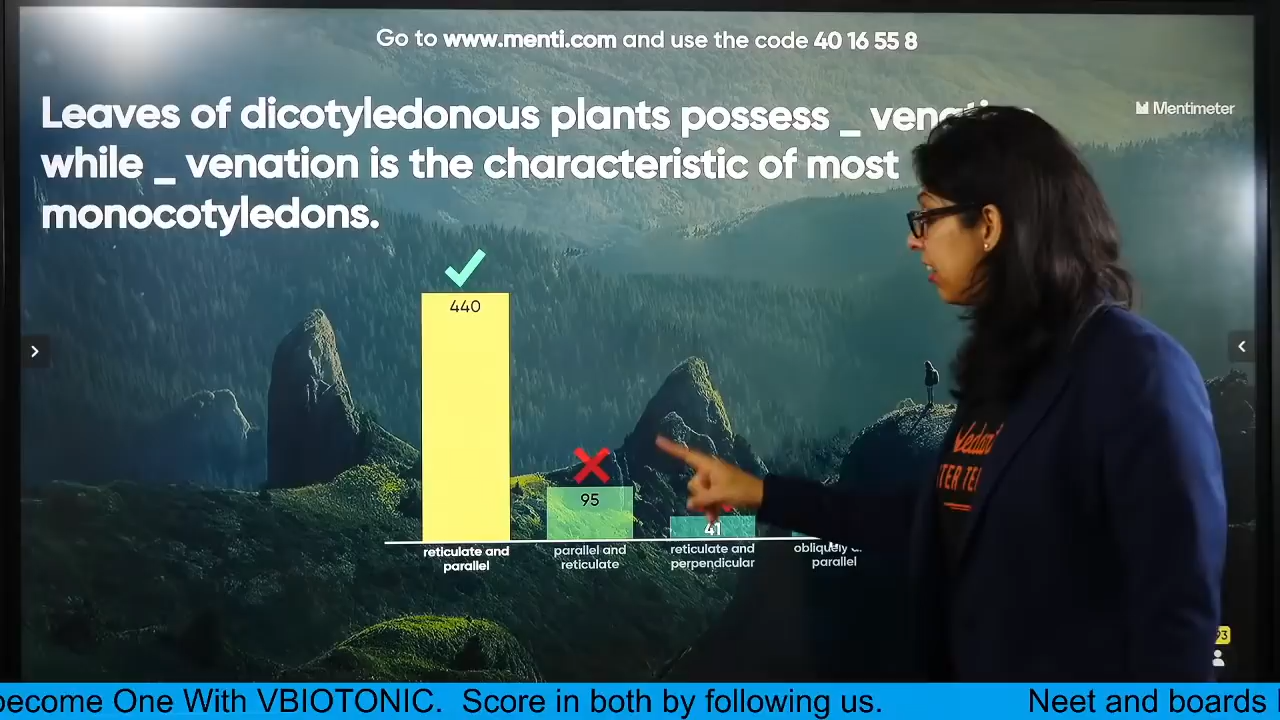 Go to www.menti.com and use the code 40 16 55 8
Mentimeter
Leaves of dicotyledonous plants possess _
while _ venation is the characteristic of most
monocotyledons.
440
95
41
reticulate and
parallel
parallel and
reticulate
reticulate and
perpendicular
obliquely
parallel
become One With VBIOTONIC. Score in both by following us. Neet and boards